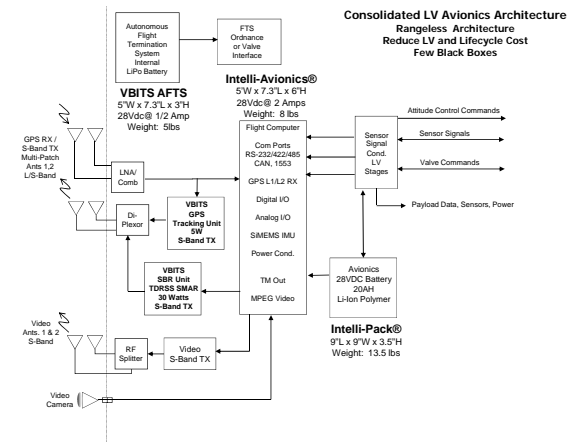 Consolidated LV Avionics Architecture
Rangeless Architecture
Reduce LV and Lifecycle Cost
Few Black Boxes
Autonomous
Flight
Termination
System
Internal
LiPo Battery
FTS
Ordnance
or Valve
Interface
VBITS AFTS
5"W x 7.3"L x 3"H
28Vdc@ 1/2 Amp
Weight: 5lbs
Intelli-Avionics®
5'W x 7.3"L x 6"H
28Vdc@ 2 Amps
Weight: 8 lbs
Flight Computer
Com Ports
RS-232/422/485
CAN, 1553
GPS L1/L2 RX
Digital I/O
Analog I/O
SiMEMS IMU
Power Cond.
TM Out
MPEG Video
Sensor
Signal
Cond.
LV
Stages
Attitude Control Commands
Sensor Signals
Valve Commands
Payload Data, Sensors, Power
GPS RX /
S-Band TX
Multi-Patch
Ants 1,2
L/S-Band
LNA/
Comb
Di-
Plexor
VBITS
GPS
Tracking Unit
5W
S-Band TX
VBITS
SBR Unit
TDRSS SMAR
30 Watts
S-Band TX
Avionics
28VDC Battery
20AH
Li-Ion Polymer
Intelli-Pack®
9"L x 9"W x 3.5"H
Weight: 13.5 lbs
Video
Ants. 1 & 2
S-Band
RF
Splitter
Video
S-Band TX
Video
Camera